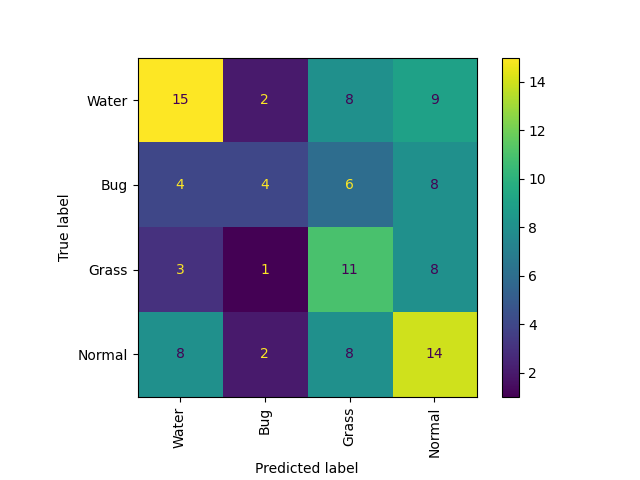 Water 15 2 8 9
Bug 4 4 6 8
Grass 3 1 11 8
Normal 8 2 8 14
Water Bug Grass Normal
Predicted label
True label
14
12
10
8
6
4
2